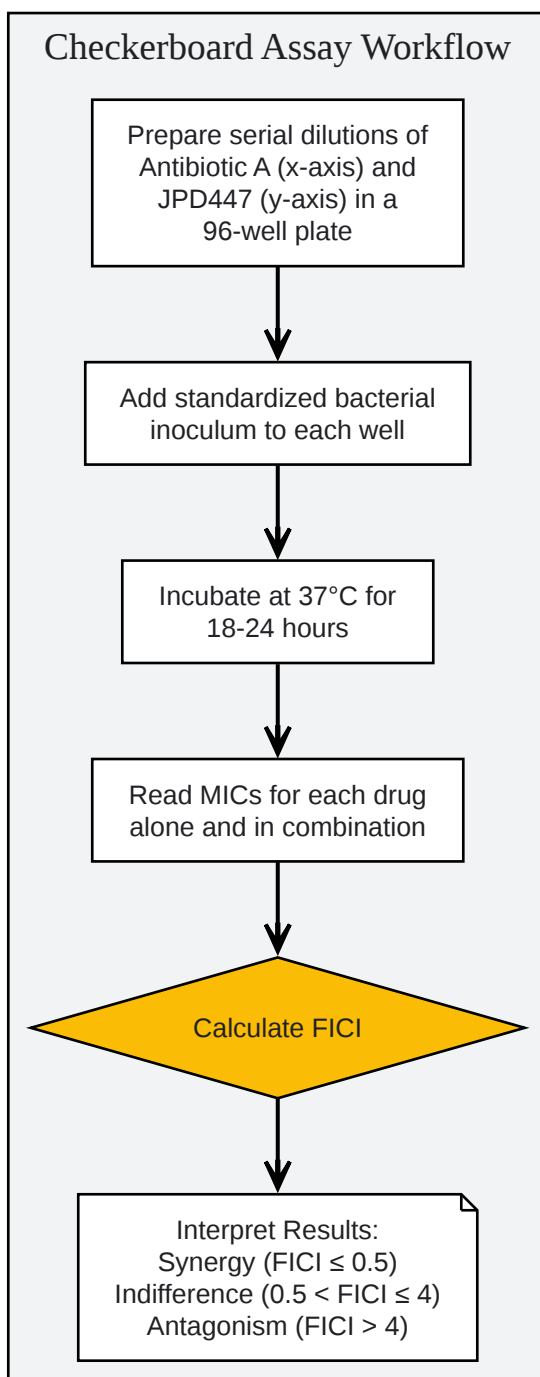 Checkerboard Assay Workflow
Prepare serial dilutions of
Antibiotic A (x-axis) and
JPD447 (y-axis) in a
96-well plate
Add standardized bacterial
inoculum to each well
Incubate at 37°C for
18-24 hours
Read MICs for each drug
alone and in combination
Calculate FICI
Interpret Results:
Synergy (FICI ≤ 0.5)
Indifference (0.5 < FICI ≤ 4)
Antagonism (FICI > 4)